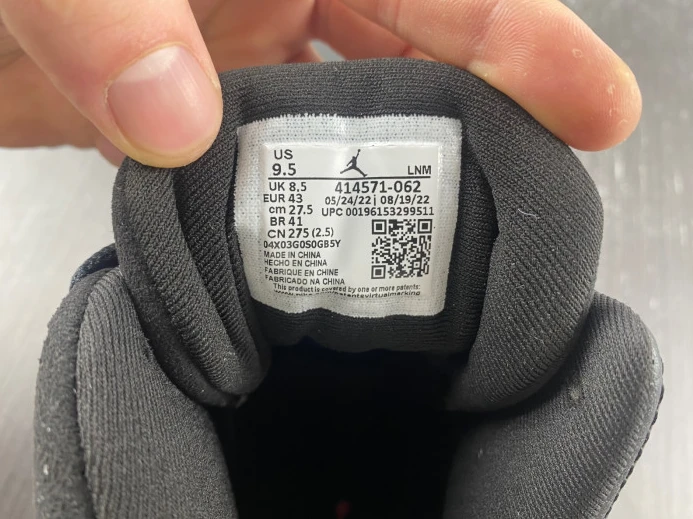 US
9.5 LNM
UK 8.5 414571-062
EUR 43 05/24/22 | 08/19/22
cm 27.5 UPC 00196153299511
BR 41
CN 275 (2.5)
04X03G0S0GB5Y
MADE IN CHINA
HECHO EN CHINA
FABRIQUE EN CHINE
FABRICADO NA CHINA
This product is covered by one or more patents: